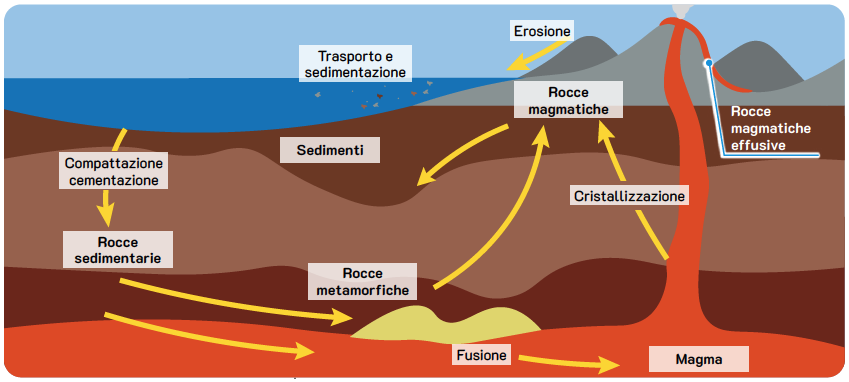 Erosione
Trasporto e
sedimentazione
Rocce
magmatiche
Rocce
magmatiche
effusive
Sedimenti
Compattazione
cementazione
Cristallizzazione
Rocce
sedimentarie
Rocce
metamorfiche
Fusione
Magma